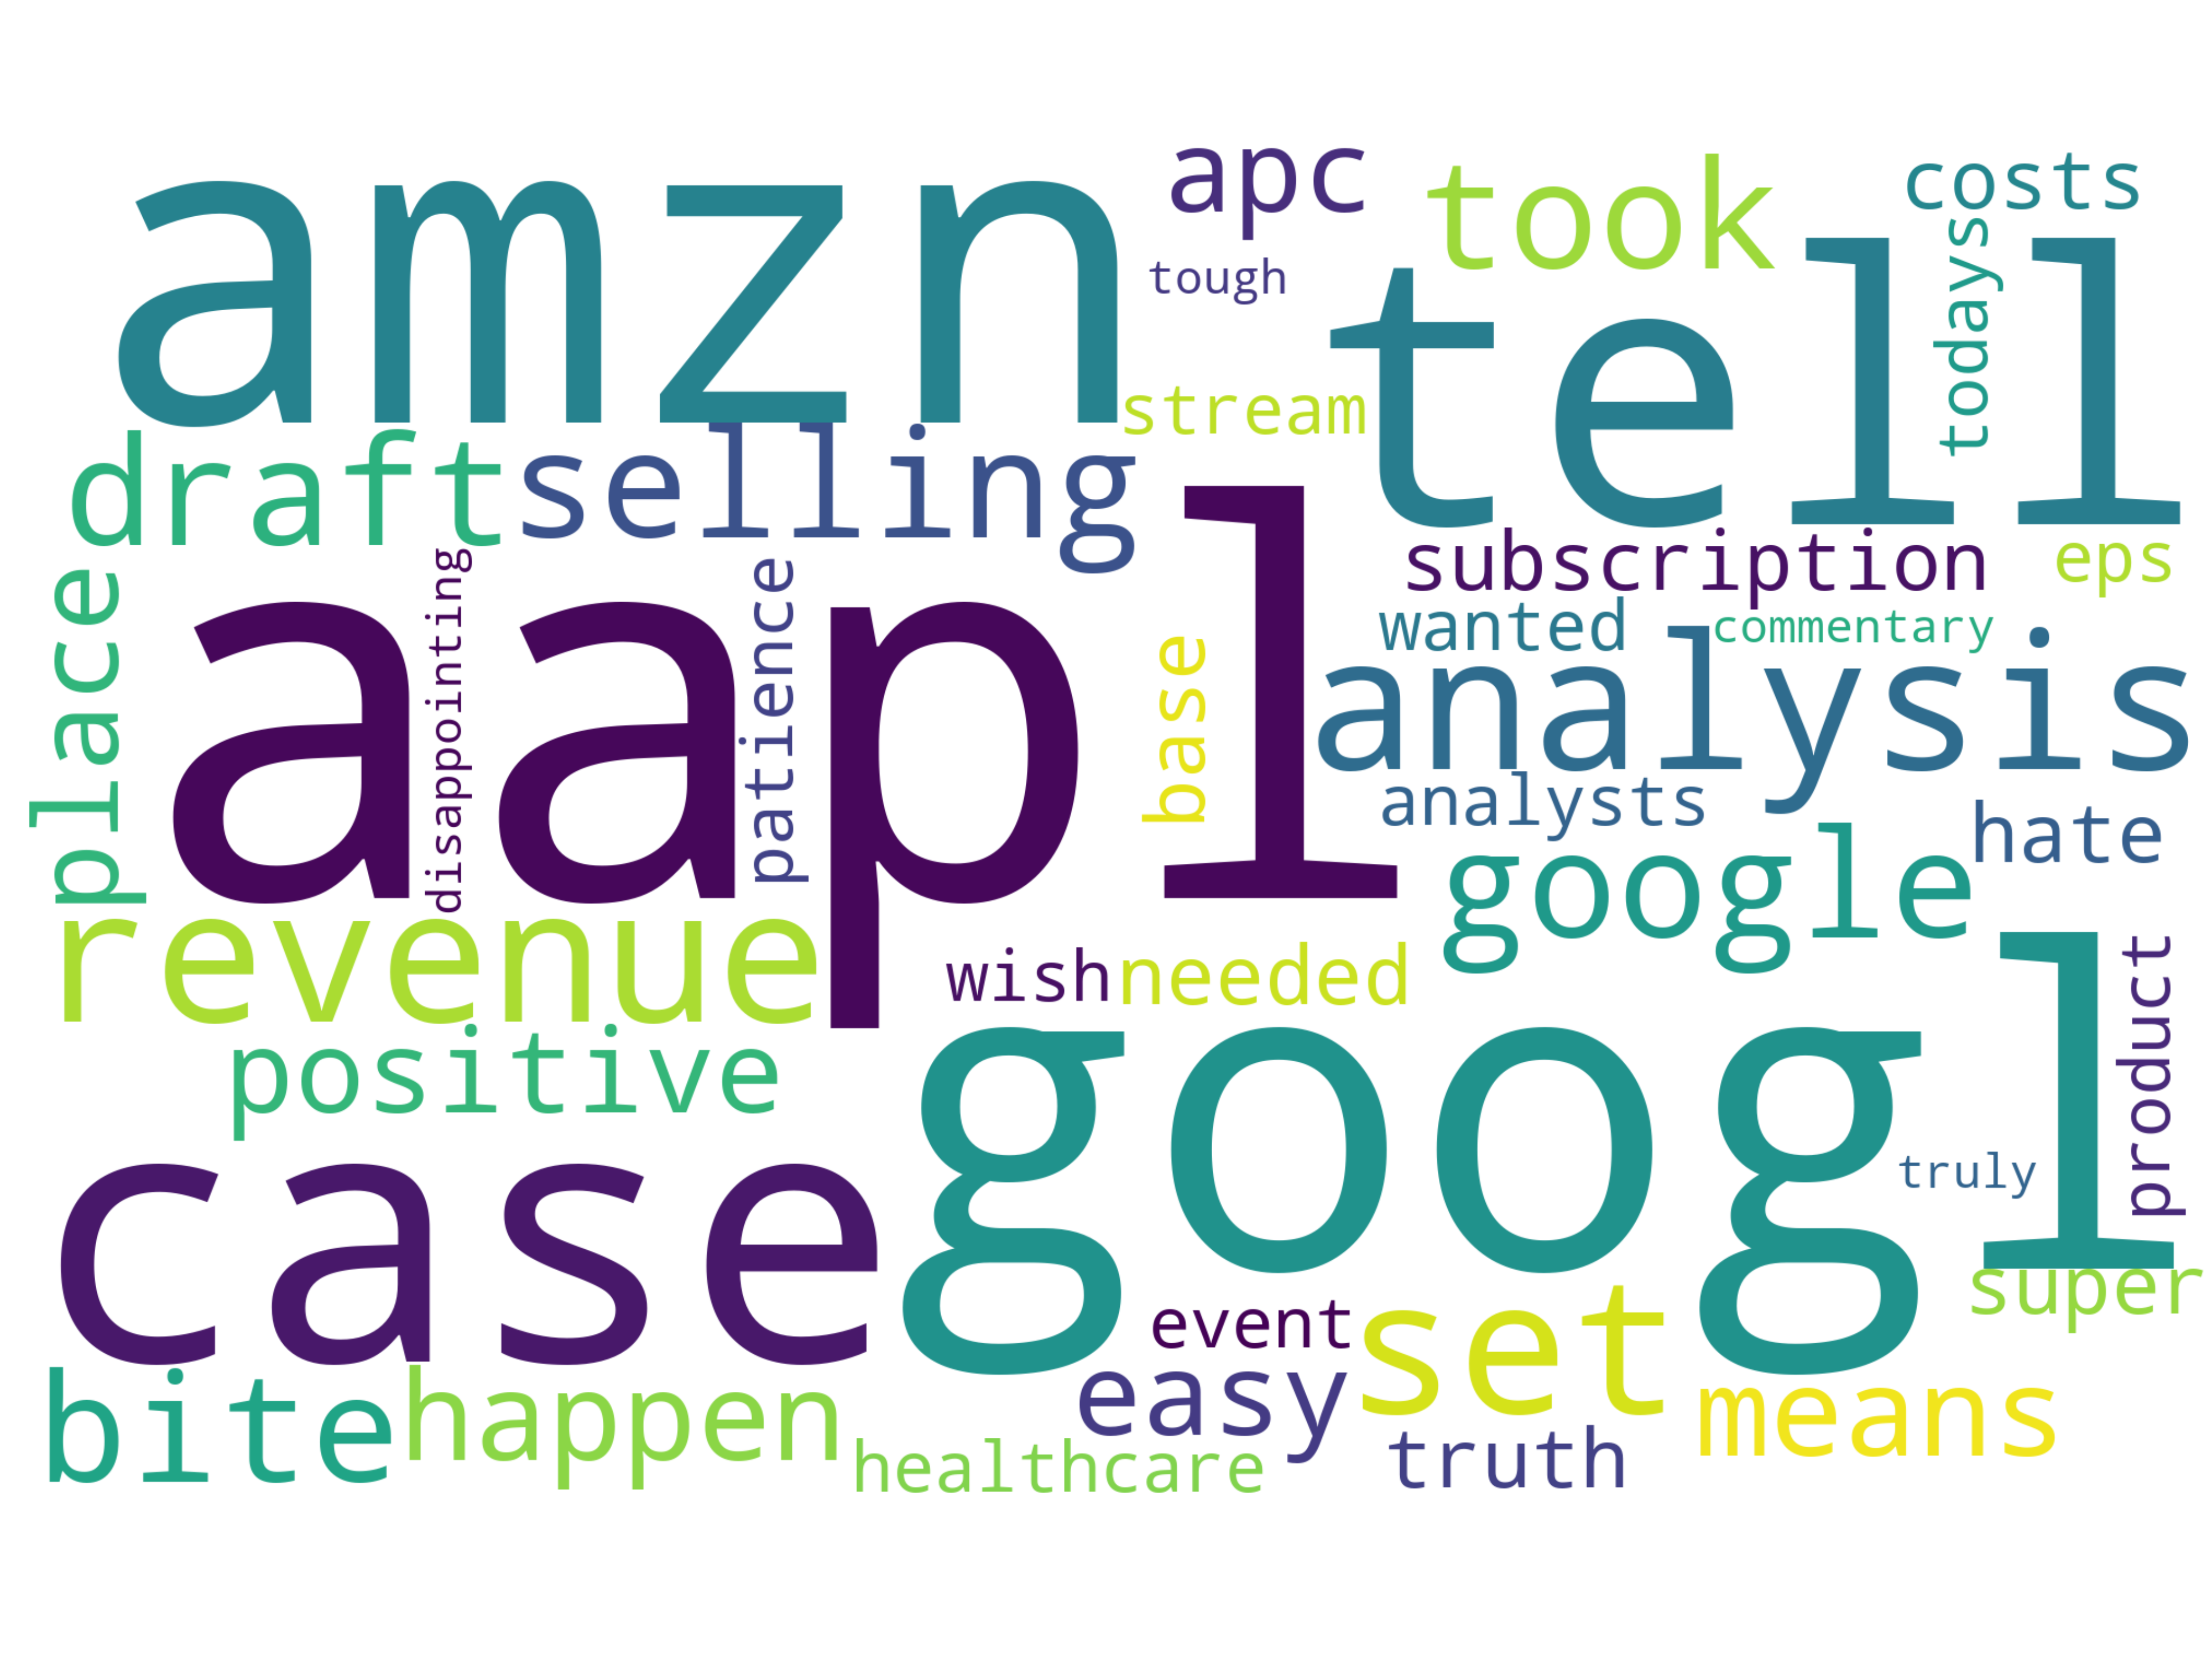 amzn
apc
took
costs
tough
tell
todays
stream
draft
selling
subscription
eps
place
disappointing
patience
aapl
base
wanted
commentary
analysis
analysts
hate
google
revenue
wish
needed
product
positive
googl
case
truly
super
event
set
bite
happen
easy
means
healthcare
truth